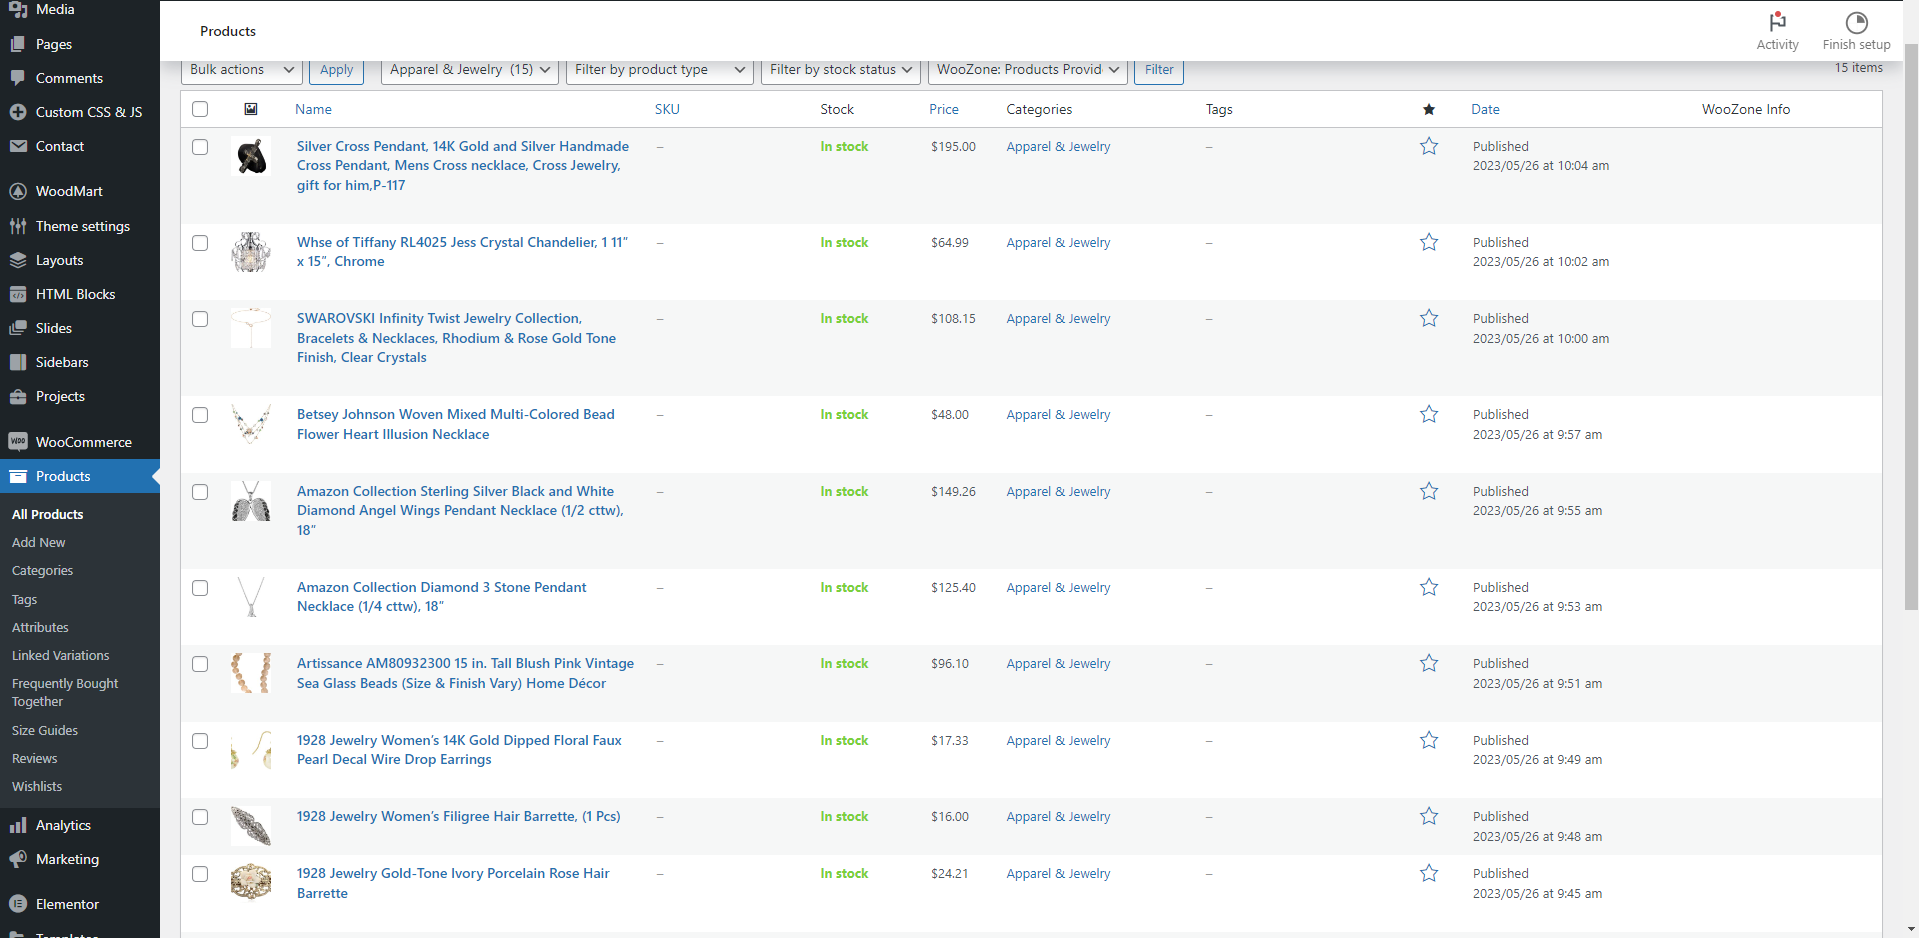 Media
Pages
Comments
Custom CSS & JS
Contact
WoodMart
Theme settings
Layouts
HTML Blocks
Slides
Sidebars
Projects
WooCommerce
Products
All Products
Add New
Categories
Tags
Attributes
Linked Variations
Frequently Bought
Together
Size Guides
Reviews
Wishlists
Analytics
Marketing
Elementor
Templates
Products
Activity
Finish setup
Bulk actions
Apply
Apparel & Jewelry (15)
Filter by product type
Filter by stock status
WooZone: Products Provid
Filter
15 items
Name SKU Stock Price Categories Tags Date WooZone Info
Silver Cross Pendant, 14K Gold and Silver Handmade – In stock $195.00 Apparel & Jewelry – Published
Cross Pendant, Mens Cross necklace, Cross Jewelry, 2023/05/26 at 10:04 am
gift for him,P-117
Whse of Tiffany RL4025 Jess Crystal Chandelier, 1 11″ – In stock $64.99 Apparel & Jewelry – Published
x 15″, Chrome 2023/05/26 at 10:02 am
SWAROVSKI Infinity Twist Jewelry Collection, – In stock $108.15 Apparel & Jewelry – Published
Bracelets & Necklaces, Rhodium & Rose Gold Tone 2023/05/26 at 10:00 am
Finish, Clear Crystals
Betsey Johnson Woven Mixed Multi-Colored Bead – In stock $48.00 Apparel & Jewelry – Published
Flower Heart Illusion Necklace 2023/05/26 at 9:57 am
Amazon Collection Sterling Silver Black and White – In stock $149.26 Apparel & Jewelry – Published
Diamond Angel Wings Pendant Necklace (1/2 cttw), 2023/05/26 at 9:55 am
18″
Amazon Collection Diamond 3 Stone Pendant – In stock $125.40 Apparel & Jewelry – Published
Necklace (1/4 cttw), 18″ 2023/05/26 at 9:53 am
Artissance AM80932300 15 in. Tall Blush Pink Vintage – In stock $96.10 Apparel & Jewelry – Published
Sea Glass Beads (Size & Finish Vary) Home Décor 2023/05/26 at 9:51 am
1928 Jewelry Women’s 14K Gold Dipped Floral Faux – In stock $17.33 Apparel & Jewelry – Published
Pearl Decal Wire Drop Earrings 2023/05/26 at 9:49 am
1928 Jewelry Women’s Filigree Hair Barrette, (1 Pcs) – In stock $16.00 Apparel & Jewelry – Published
2023/05/26 at 9:48 am
1928 Jewelry Gold-Tone Ivory Porcelain Rose Hair – In stock $24.21 Apparel & Jewelry – Published
Barrette 2023/05/26 at 9:45 am